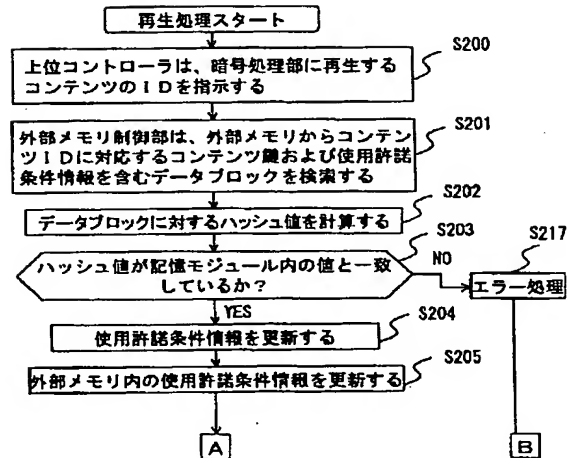 再生処理スタート
S200
上位コントローラは、暗号処理部に再生する
コンテンツのIDを指示する
S201
外部メモリ制御部は、外部メモリからコンテン
ツIDに対応するコンテンツ鍵および使用許諾
条件情報を含むデータブロックを検索する
S202
データブロックに対するハッシュ値を計算する
S203
ハッシュ値が記憶モジュール内の値と一致
しているか?
NO
S217
エラー処理
YES
S204
使用許諾条件情報を更新する
S205
外部メモリ内の使用許諾条件情報を更新する
A
B